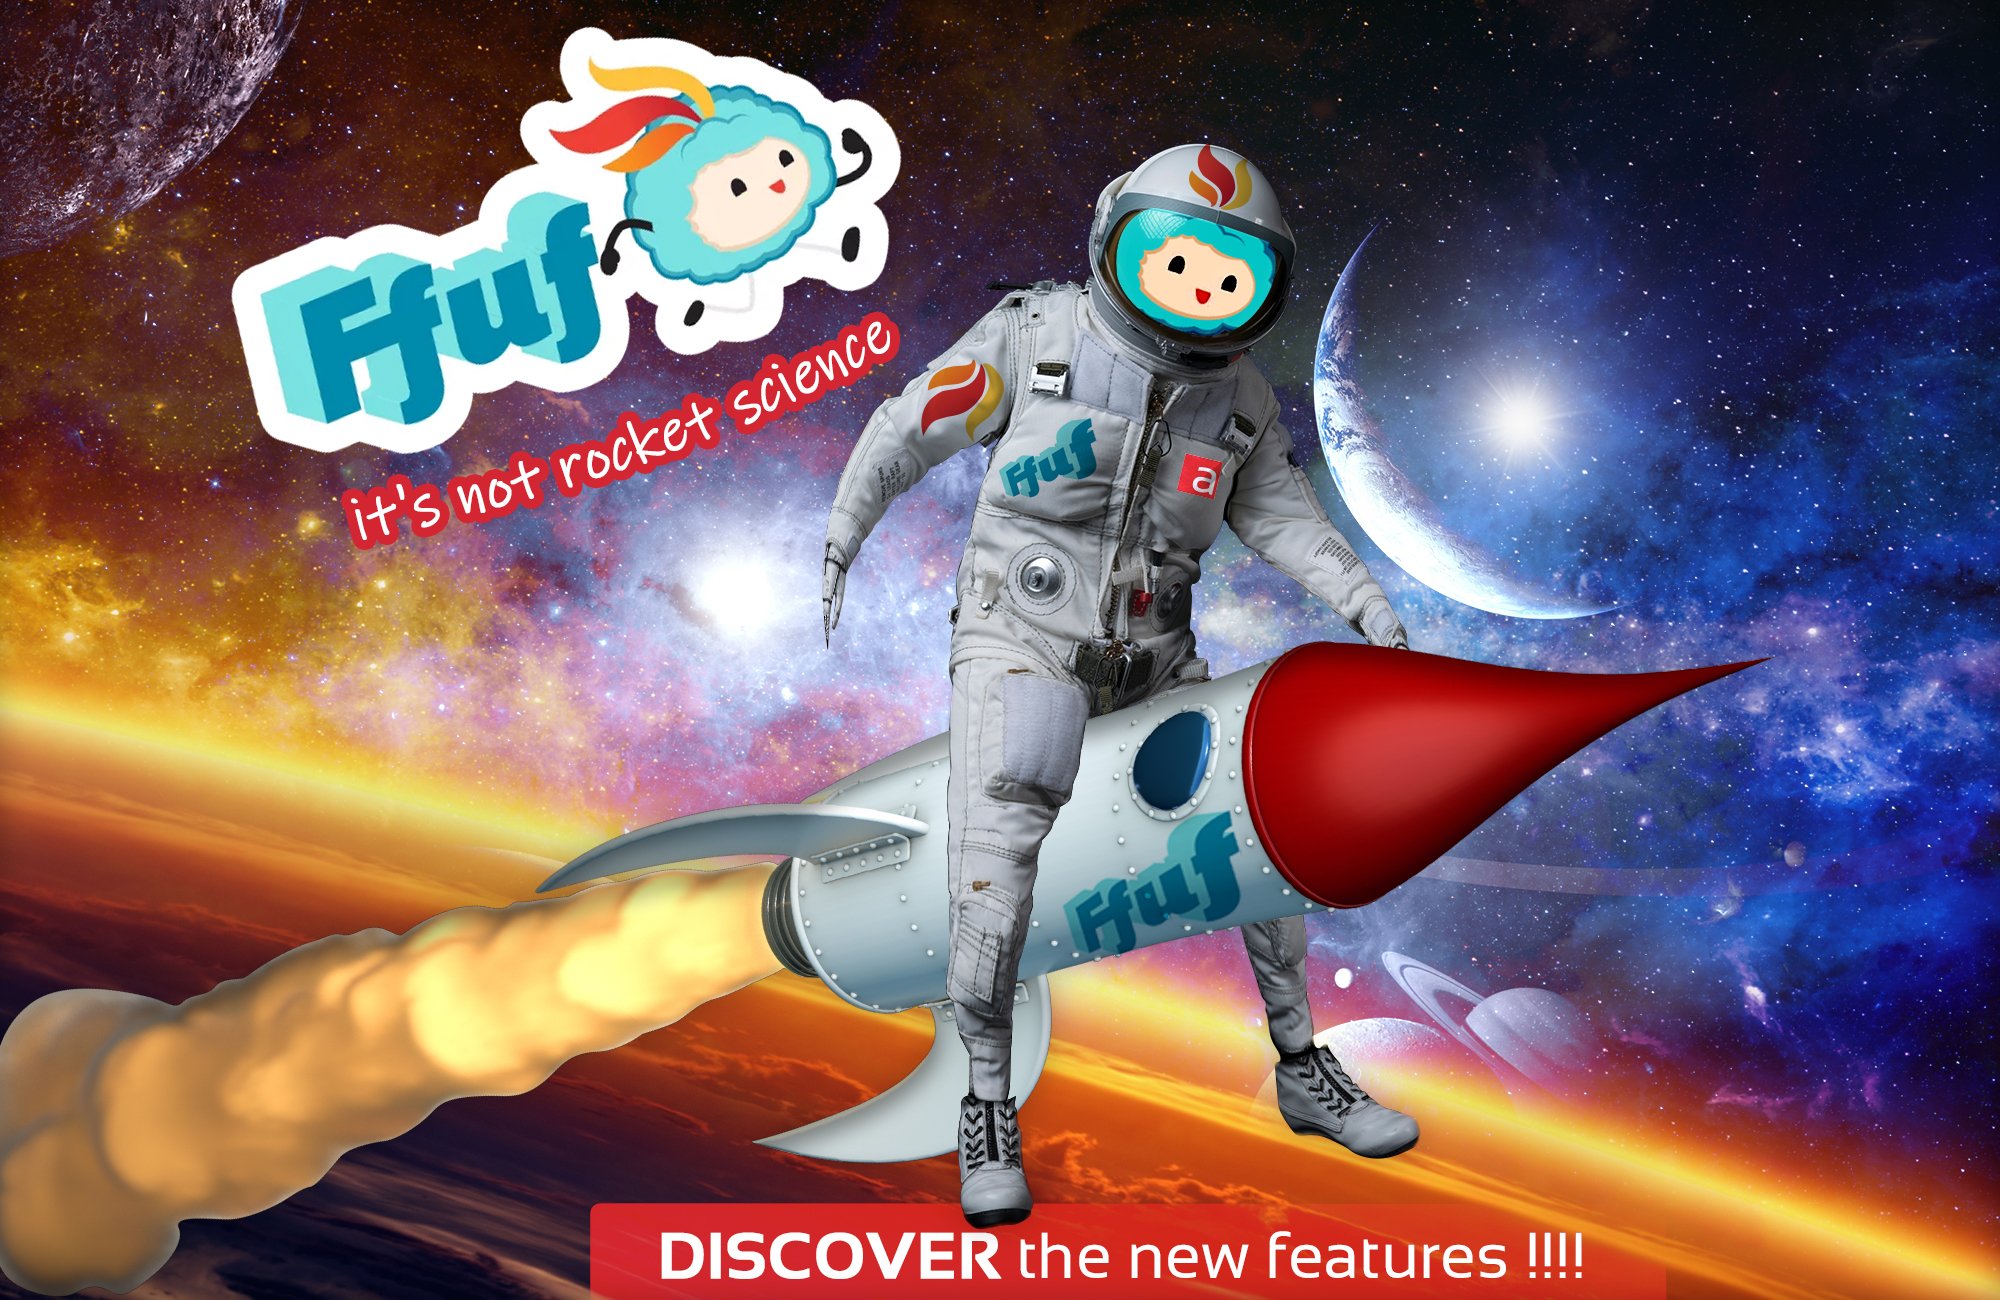 Ffuf
it's not rocket science
Ffuf
a
Ffuf
DISCOVER the new features !!!!